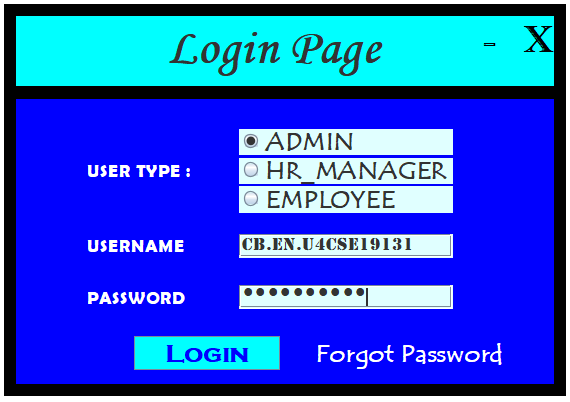 Login Page - X
ADMIN
USER TYPE : HR_MANAGER
EMPLOYEE
USERNAME CB.EN.U4CSE19131
PASSWORD ••••••••••
LOGIN Forgot Password